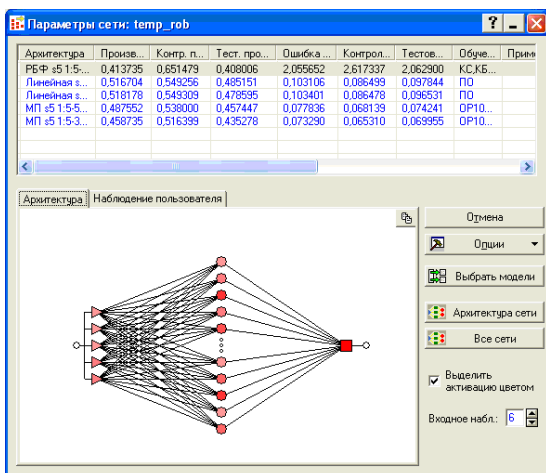 Параметры сети: temp_rob
Архитектура Произв... Контр. п... Тест. про... Ошибка ... Контрол... Тестов... Обуче... Приме
РБФ s5 1:5-... 0,413735 0,651479 0,408006 2,055652 2,617337 2,062900 КС,КБ...
Линейная s... 0,516704 0,549256 0,485151 0,103106 0,086499 0,097844 ПО
Линейная s... 0,518178 0,549309 0,478595 0,103401 0,086478 0,096531 ПО
МП s5 1:5-5... 0,487552 0,538000 0,457447 0,077836 0,068139 0,074241 ОР10...
МП s5 1:5-3... 0,458735 0,516399 0,435278 0,073290 0,065310 0,069955 ОР10...
Архитектура Наблюдение пользователя
Отмена
Опции
Выбрать модели
Архитектура сети
Все сети
Выделить
активацию цветом
Входное набл.: 6